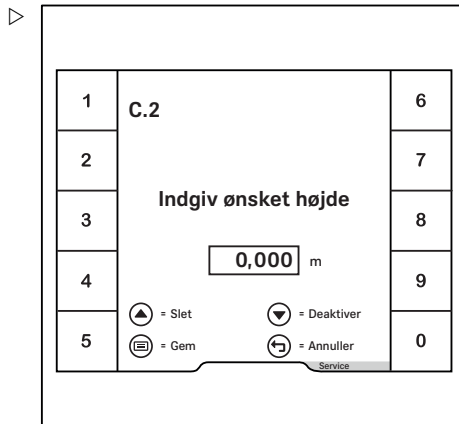 1
C.2
6
2
7
Indgiv ønsket højde
3
8
0,000 m
4
9
= Slet
= Deaktiver
5
= Gem
= Annuller
0
Service